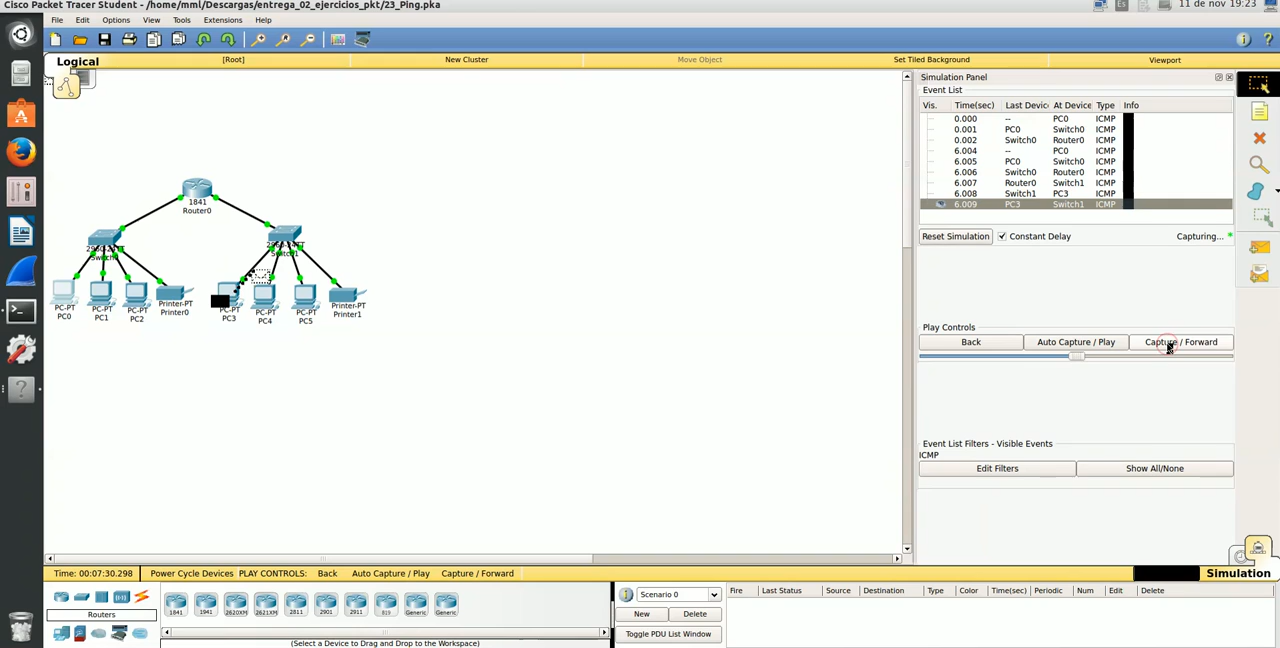 Cisco Packet Tracer Student - /home/mml/Descargas/entrega_02_ejercicios_pkt/23_Ping.pka
Es
11 de nov 19:23
File Edit Options View Tools Extensions Help
Logical
[Root]
New Cluster
Move Object
Set Tiled Background
Viewport
Simulation Panel
Event List
Vis. Time(sec) Last Device At Device Type Info
0.000 -- PC0 ICMP
0.001 PC0 Switch0 ICMP
0.002 Switch0 Router0 ICMP
6.004 -- PC0 ICMP
6.005 PC0 Switch0 ICMP
6.006 Switch0 Router0 ICMP
6.007 Router0 Switch1 ICMP
6.008 Switch1 PC3 ICMP
6.009 PC3 Switch1 ICMP
Reset Simulation
Constant Delay
Capturing...
Play Controls
Back
Auto Capture / Play
Capture / Forward
Event List Filters - Visible Events
ICMP
Edit Filters
Show All/None
1841
Router0
PC-PT
PC0
PC-PT
PC1
PC-PT
PC2
Printer-PT
Printer0
PC-PT
PC3
PC-PT
PC4
PC-PT
PC5
Printer-PT
Printer1
Time: 00:07:30.298
Power Cycle Devices PLAY CONTROLS: Back Auto Capture / Play Capture / Forward
Simulation
Routers
1841 1941 2620XM 2621XM 2811 2901 2911 819 Generic Generic
(Select a Device to Drag and Drop to the Workspace)
Scenario 0
New
Delete
Toggle PDU List Window
Fire Last Status Source Destination Type Color Time(sec) Periodic Num Edit Delete